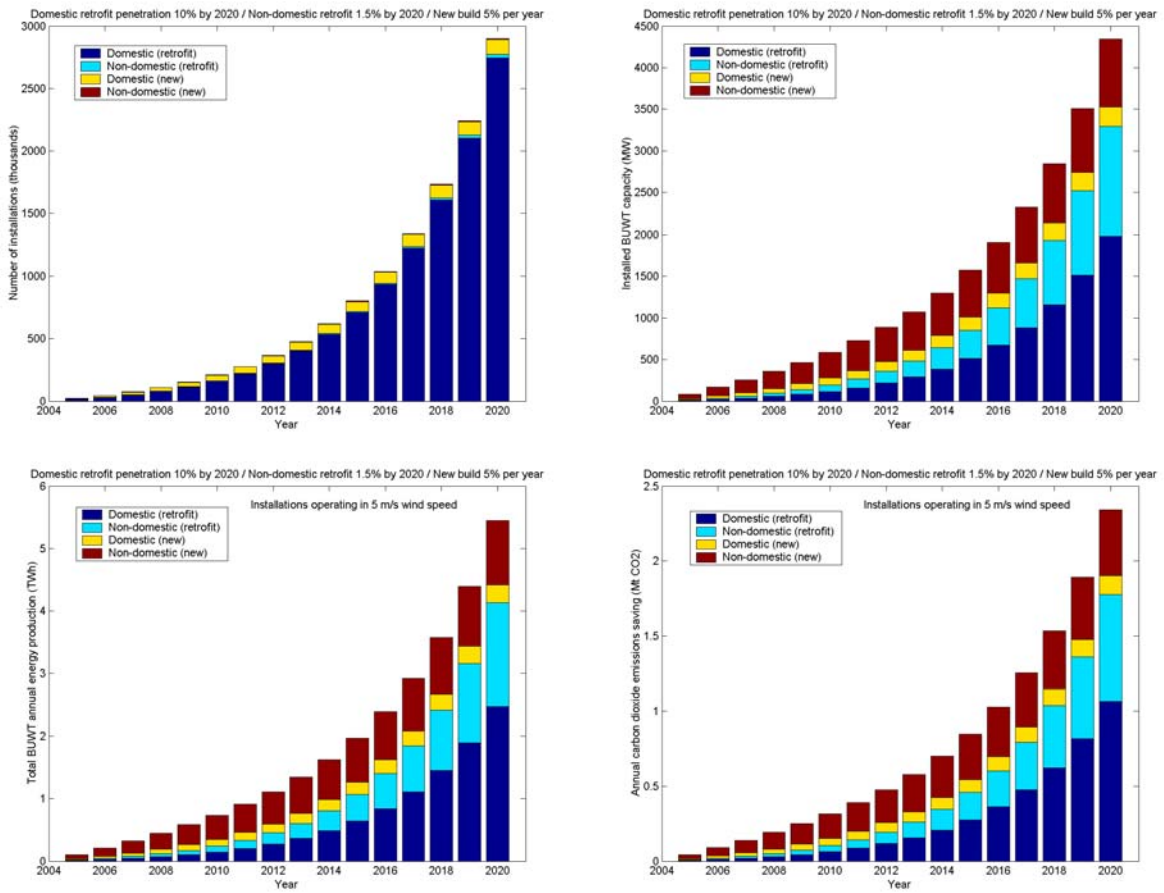 Domestic retrofit penetration 10% by 2020 / Non-domestic retrofit 1.5% by 2020 / New build 5% per year
3000
2500
2000
1500
1000
500
0
Number of installations (thousands)
Domestic (retrofit)
Non-domestic (retrofit)
Domestic (new)
Non-domestic (new)
2004 2006 2008 2010 2012 2014 2016 2018 2020
Year
Domestic retrofit penetration 10% by 2020 / Non-domestic retrofit 1.5% by 2020 / New build 5% per year
4500
4000
3500
3000
2500
2000
1500
1000
500
0
Installed BUWT capacity (MW)
Domestic (retrofit)
Non-domestic (retrofit)
Domestic (new)
Non-domestic (new)
2004 2006 2008 2010 2012 2014 2016 2018 2020
Year
Domestic retrofit penetration 10% by 2020 / Non-domestic retrofit 1.5% by 2020 / New build 5% per year
6
5
4
3
2
1
0
Total BUWT annual energy production (TWh)
Installations operating in 5 m/s wind speed
Domestic (retrofit)
Non-domestic (retrofit)
Domestic (new)
Non-domestic (new)
2004 2006 2008 2010 2012 2014 2016 2018 2020
Year
Domestic retrofit penetration 10% by 2020 / Non-domestic retrofit 1.5% by 2020 / New build 5% per year
2.5
2
1.5
1
0.5
0
Annual carbon dioxide emissions saving (Mt CO2)
Installations operating in 5 m/s wind speed
Domestic (retrofit)
Non-domestic (retrofit)
Domestic (new)
Non-domestic (new)
2004 2006 2008 2010 2012 2014 2016 2018 2020
Year